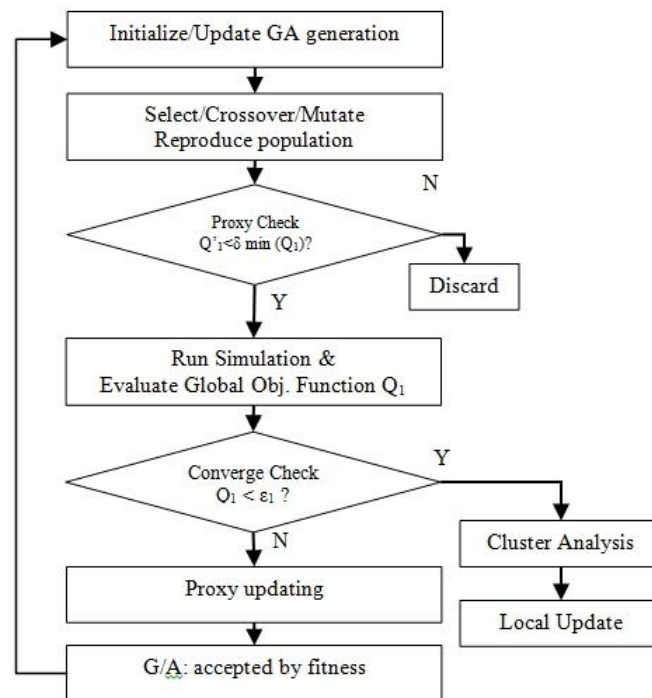 Initialize/Update GA generation
Select/Crossover/Mutate
Reproduce population
N
Proxy Check
Q'₁<δ min (Q₁)?
Discard
Y
Run Simulation &
Evaluate Global Obj. Function Q₁
Converge Check
Q₁ < ε₁ ?
Y
N
Cluster Analysis
Proxy updating
Local Update
G/A: accepted by fitness